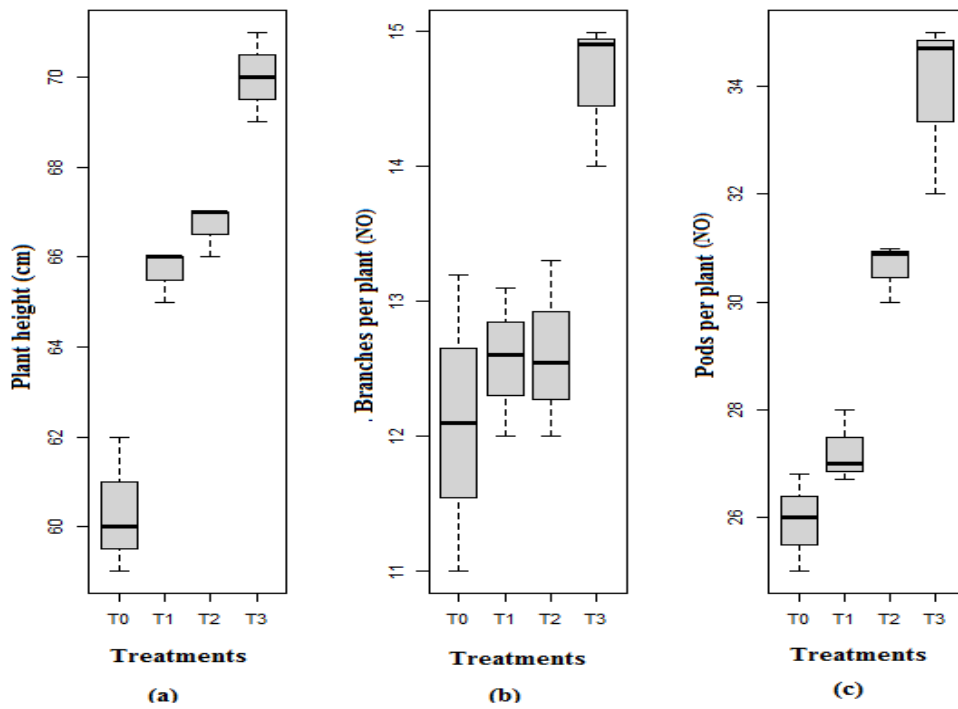 Plant height (cm)
70
68
66
64
62
60
T0 T1 T2 T3
Treatments
(a)
. Branches per plant (NO)
15
14
13
12
11
T0 T1 T2 T3
Treatments
(b)
Pods per plant (NO)
34
32
30
28
26
T0 T1 T2 T3
Treatments
(c)